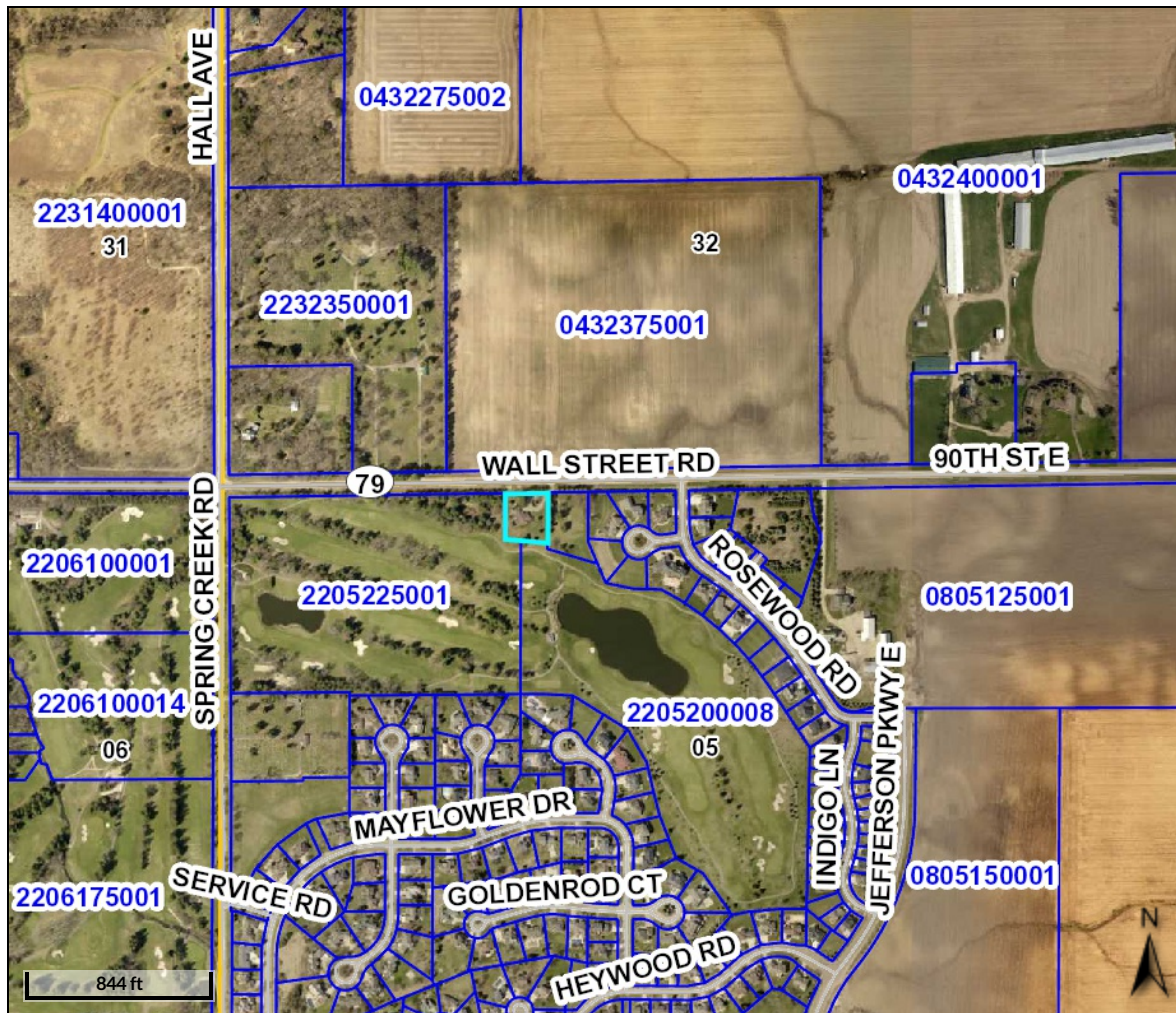 HALL AVE
0432275002
0432400001
2231400001
31
32
2232350001
0432375001
WALL STREET RD
90TH ST E
79
SPRING CREEK RD
2206100001
2205225001
ROSEWOOD RD
0805125001
2206100014
06
2205200008
05
INDIGO LN
JEFFERSON PKWY E
MAYFLOWER DR
SERVICE RD
GOLDENROD CT
0805150001
2206175001
HEYWOOD RD
844 ft
N